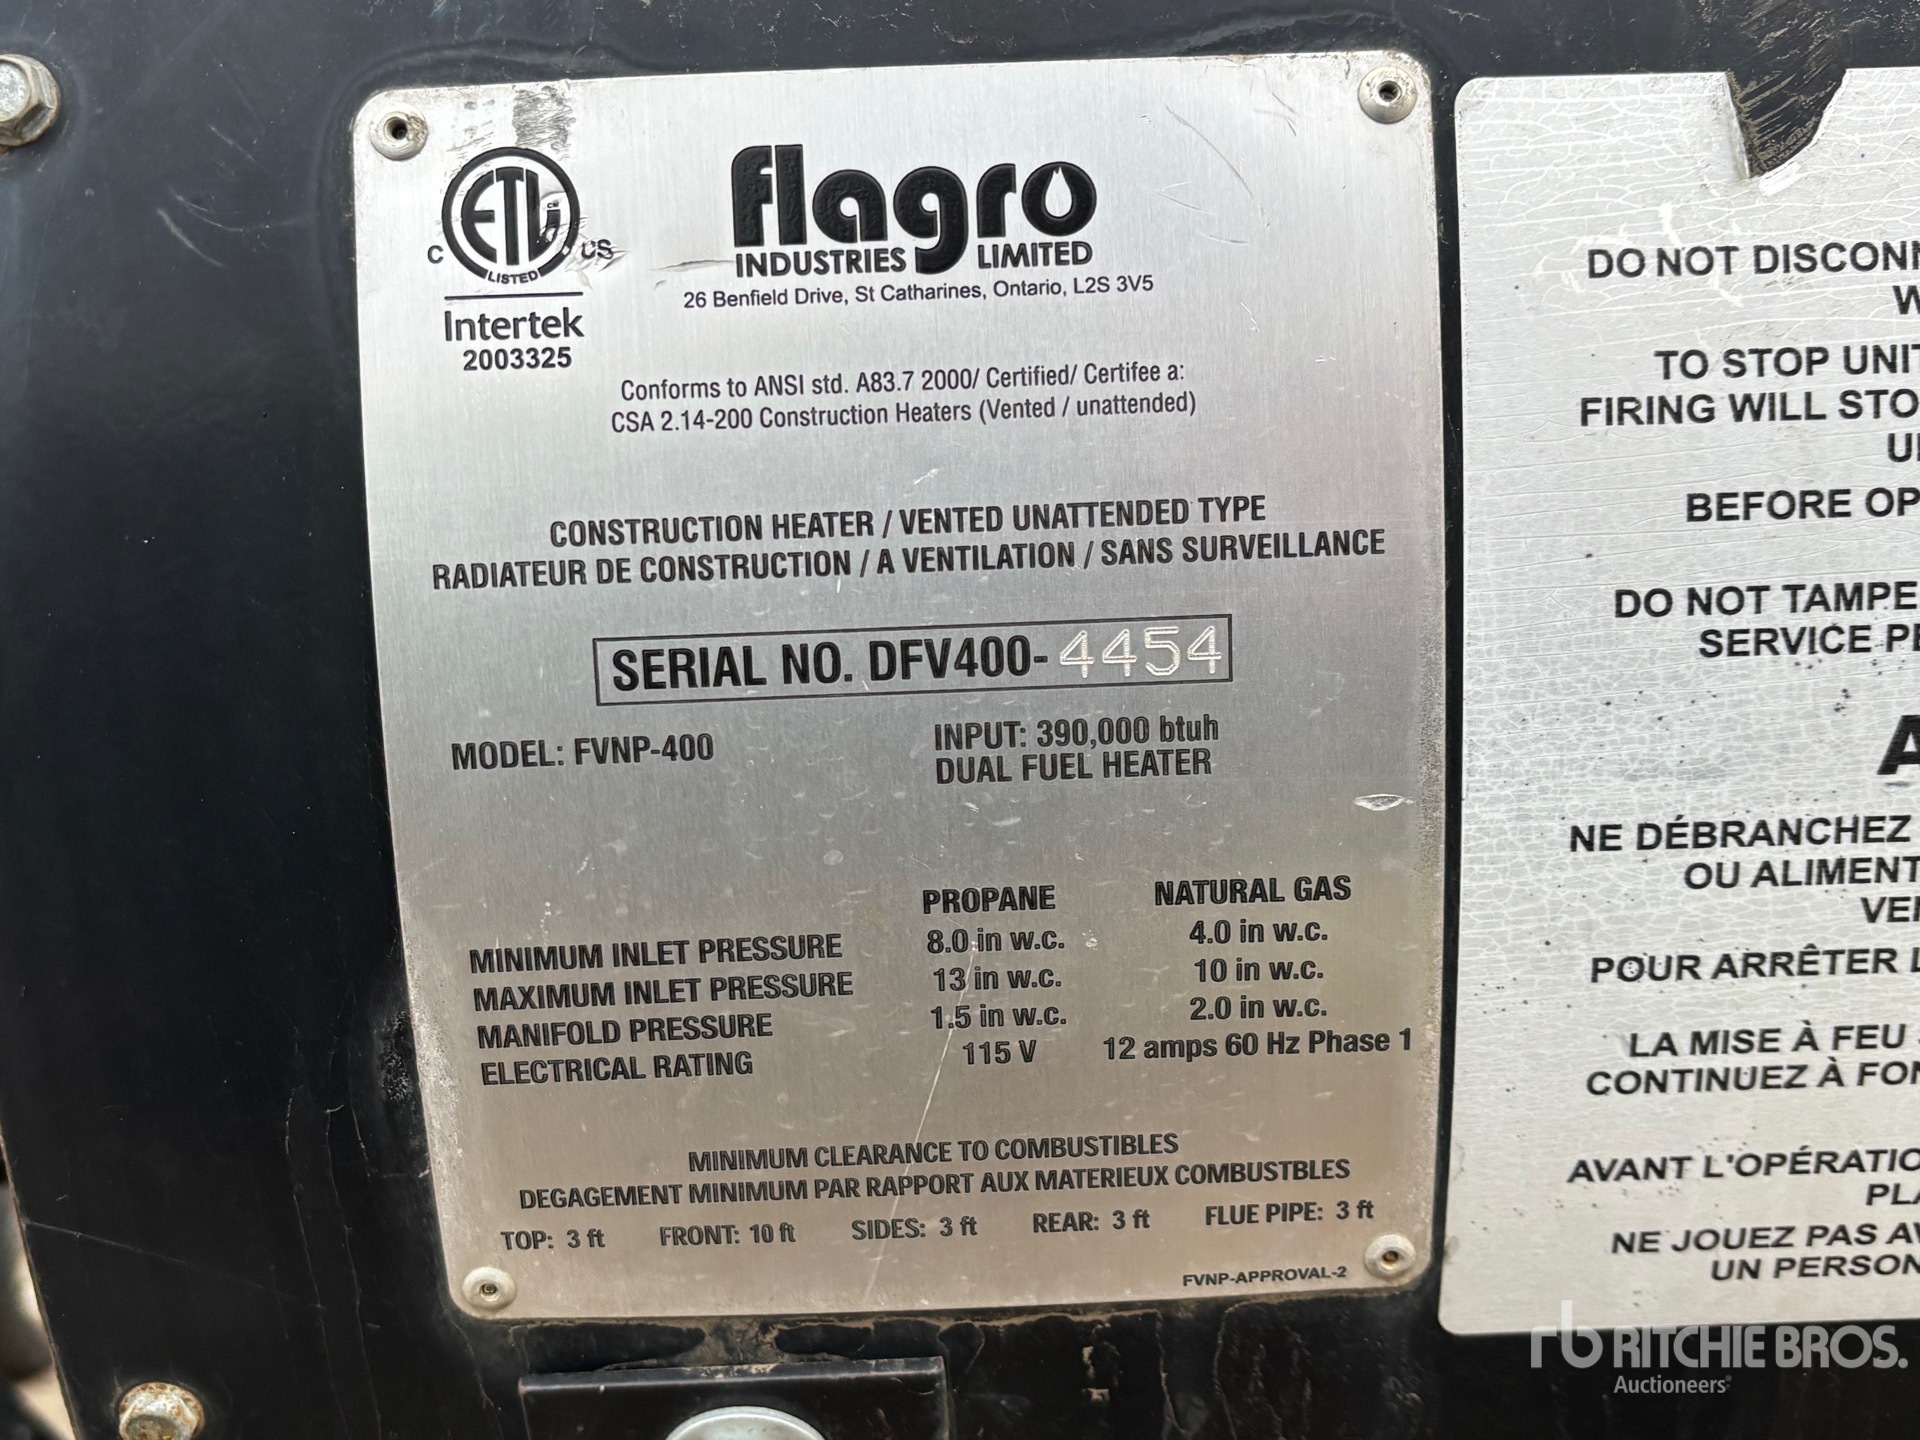 C ETL CM US
LISTED
Intertek
2003325
flagro
INDUSTRIES LIMITED
26 Benfield Drive, St Catharines, Ontario, L2S 3V5
Conforms to ANSI std. A83.7 2000/ Certified/ Certifee a:
CSA 2.14-200 Construction Heaters (Vented / unattended)
CONSTRUCTION HEATER / VENTED UNATTENDED TYPE
RADIATEUR DE CONSTRUCTION / A VENTILATION / SANS SURVEILLANCE
SERIAL NO. DFV400-4454
MODEL: FVNP-400
INPUT: 390,000 btuh
DUAL FUEL HEATER
PROPANE NATURAL GAS
MINIMUM INLET PRESSURE 8.0 in w.c. 4.0 in w.c.
MAXIMUM INLET PRESSURE 13 in w.c. 10 in w.c.
MANIFOLD PRESSURE 1.5 in w.c. 2.0 in w.c.
ELECTRICAL RATING 115 V 12 amps 60 Hz Phase 1
MINIMUM CLEARANCE TO COMBUSTIBLES
DEGAGEMENT MINIMUM PAR RAPPORT AUX MATERIEUX COMBUSTBLES
TOP: 3 ft FRONT: 10 ft SIDES: 3 ft REAR: 3 ft FLUE PIPE: 3 ft
FVNP-APPROVAL-2
DO NOT DISCONN
W
TO STOP UNIT
FIRING WILL STO
BEFORE OP
DO NOT TAMPE
SERVICE PE
A
NE DÉBRANCHEZ
OU ALIMENT
VE
POUR ARRÊTER L
LA MISE À FEU
CONTINUEZ À FON
AVANT L'OPÉRATIO
PLA
NE JOUEZ PAS AV
UN PERSON
rb RITCHIE BROS.
Auctioneers